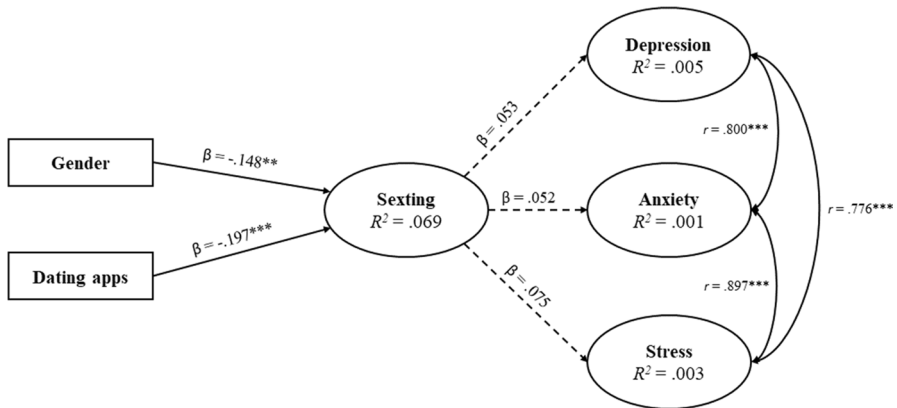 Depression
R² = .005
β = .053
r = .800***
Gender
β = -.148**
Sexting
R² = .069
β = .052
Anxiety
R² = .001
r = .776***
β = -.197***
Dating apps
β = .075
r = .897***
Stress
R² = .003